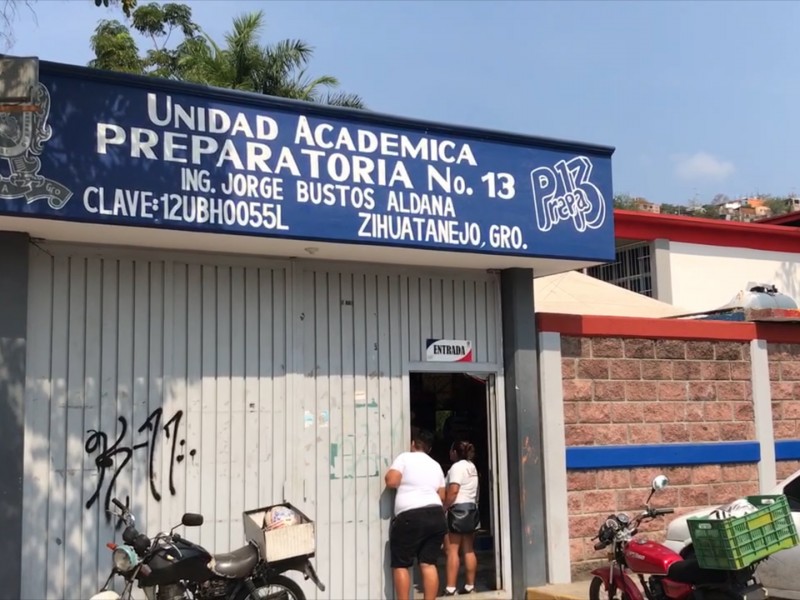 UNIDAD ACADEMICA
PREPARATORIA No. 13
ING. JORGE BUSTOS ALDANA
CLAVE:12UBH0055L
ZIHUATANEJO, GRO.
Prepa 13
ENTRADA